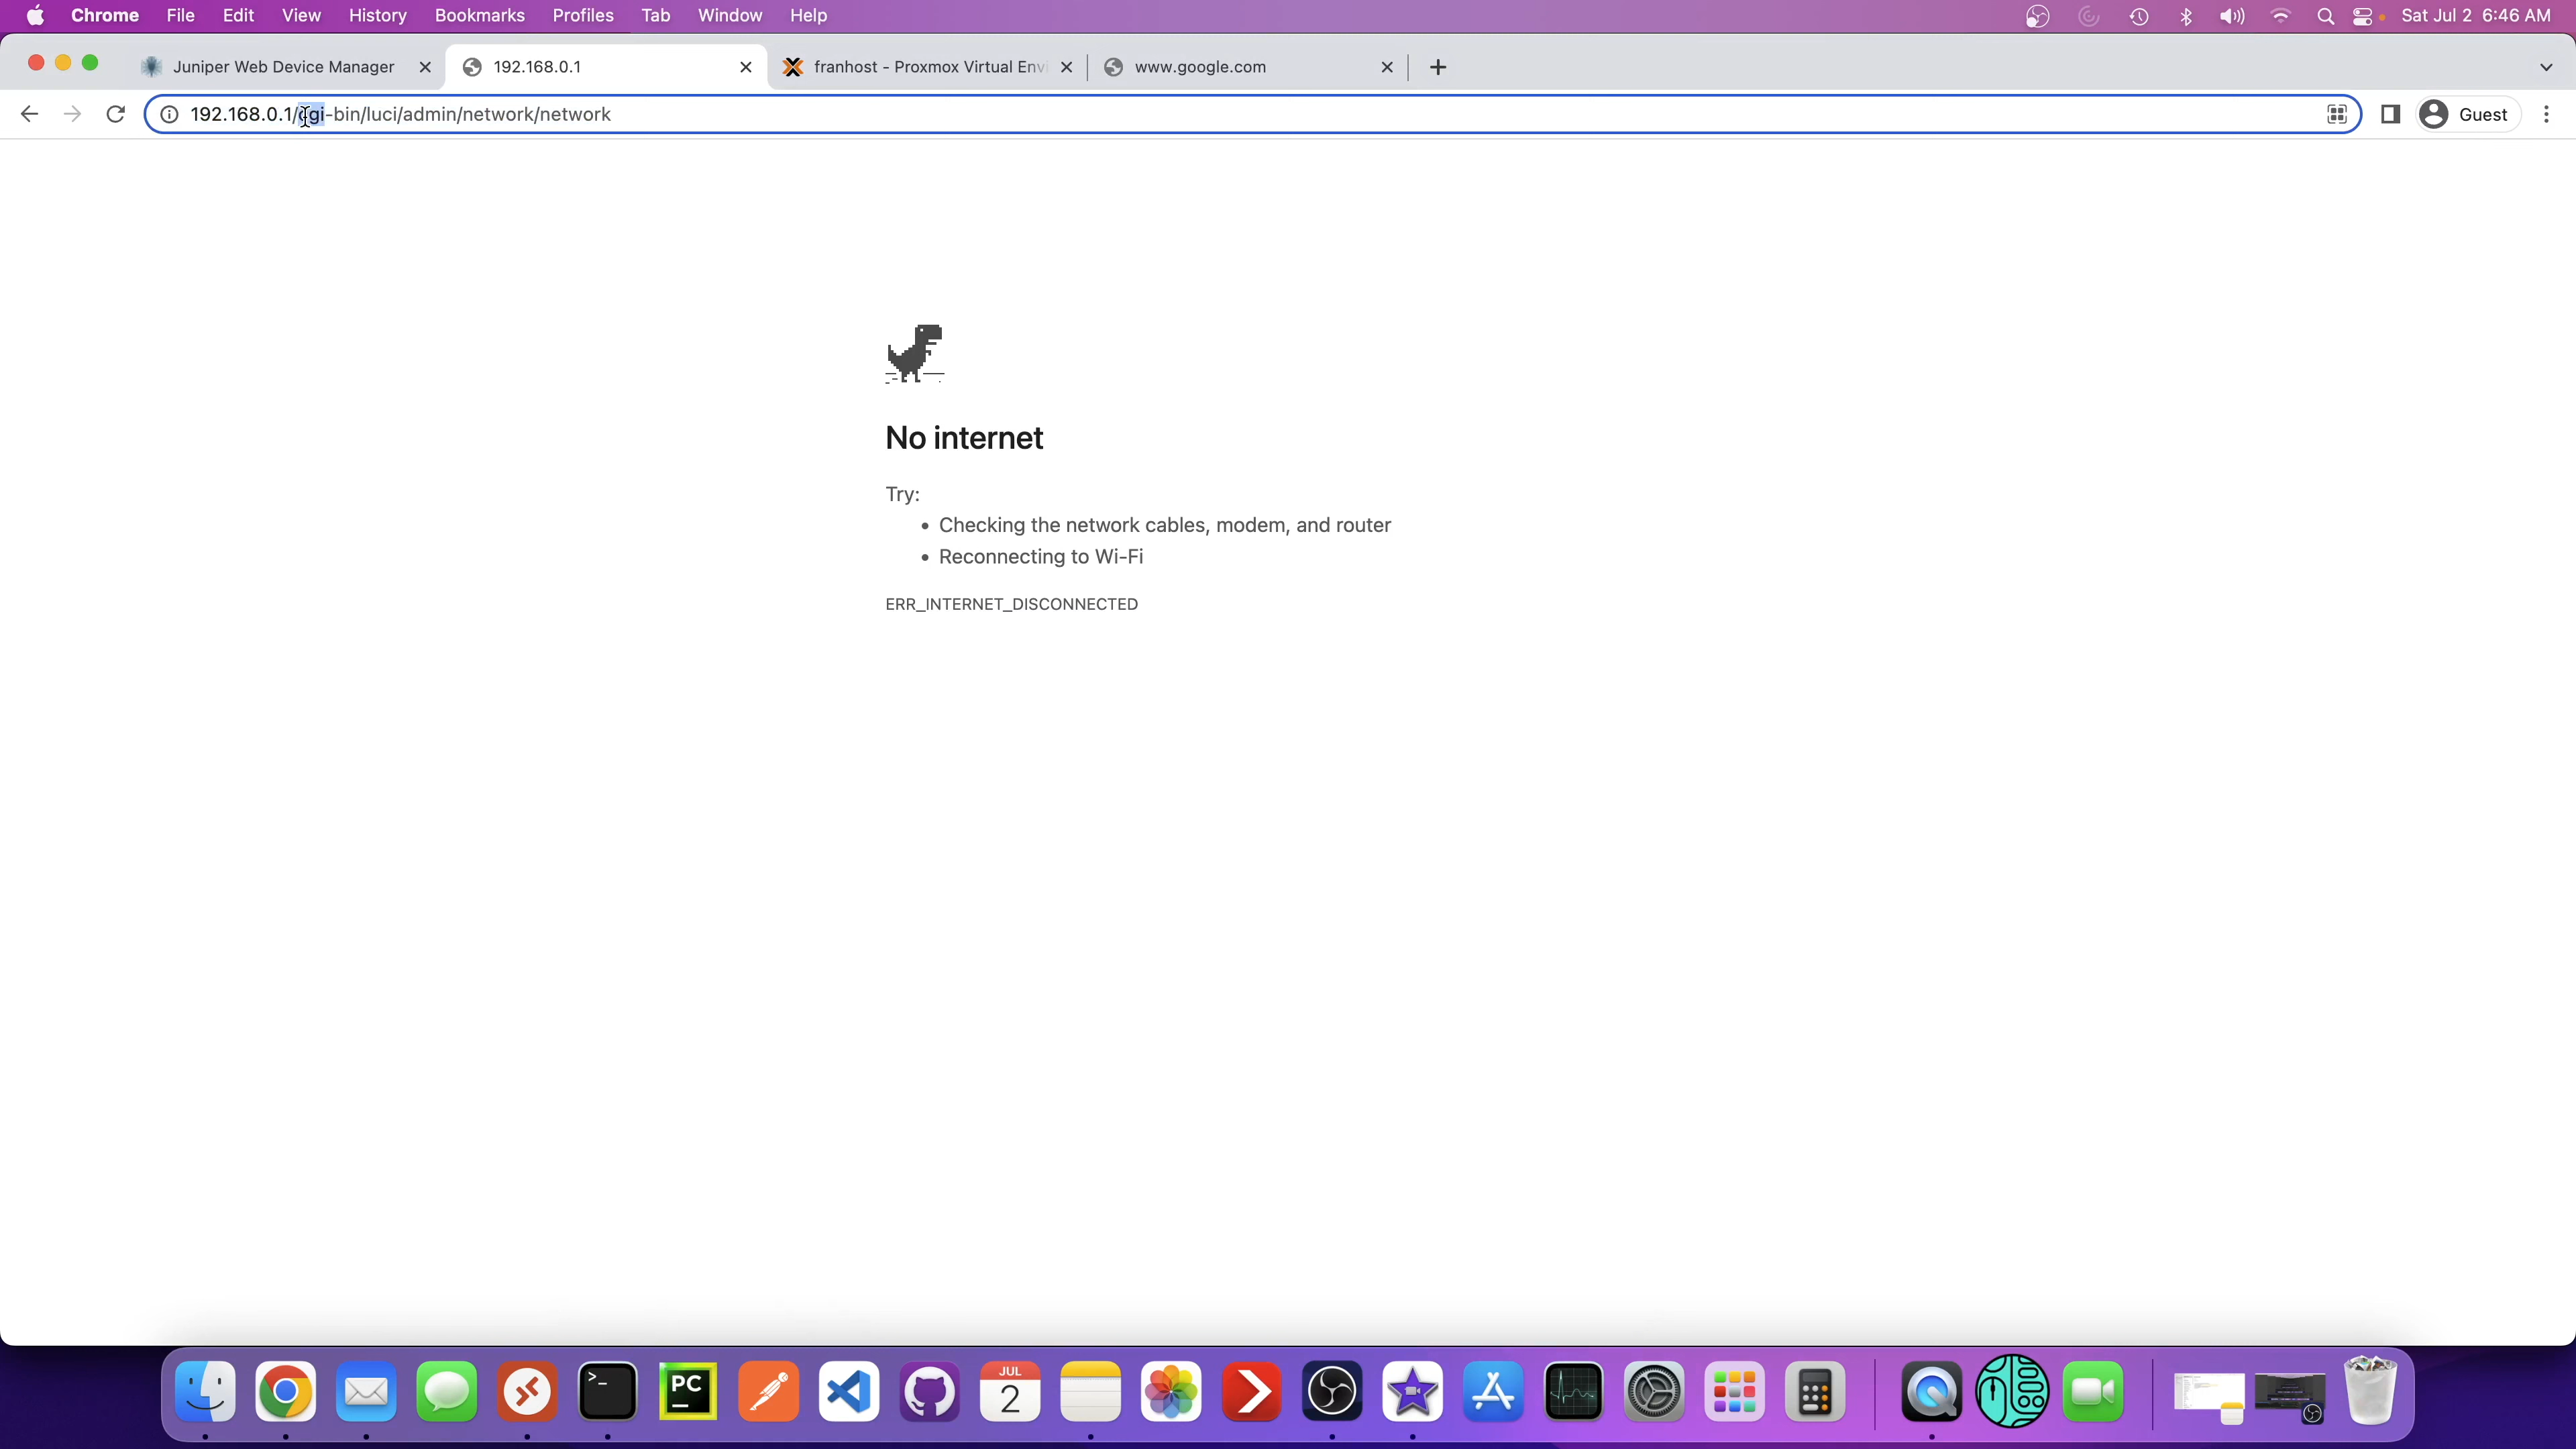 Chrome File Edit View History Bookmarks Profiles Tab Window Help Sat Jul 2 6:46 AM
Juniper Web Device Manager 192.168.0.1 franhost - Proxmox Virtual Envi www.google.com
192.168.0.1/cgi-bin/luci/admin/network/network Guest
No internet
Try:
• Checking the network cables, modem, and router
• Reconnecting to Wi-Fi
ERR_INTERNET_DISCONNECTED
>_ PC JUL
2